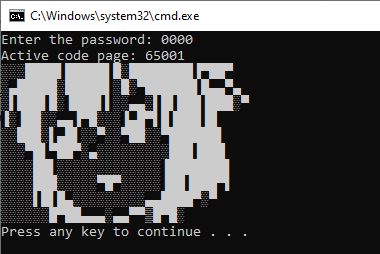 C:\Windows\system32\cmd.exe
Enter the password: 0000
Active code page: 65001
Press any key to continue . . .